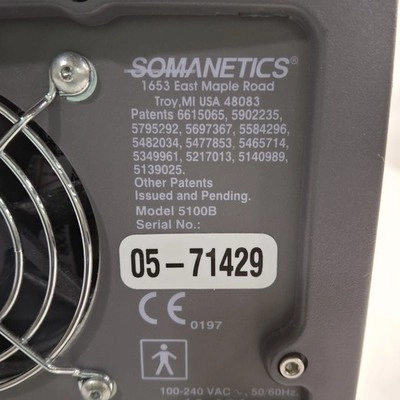 SOMANETICS®
1653 East Maple Road
Troy,MI USA 48083
Patents 6615065, 5902235,
5795292, 5697367, 5584296,
5482034, 5477853, 5465714,
5349961, 5217013, 5140989,
5139025.
Other Patents
Issued and Pending.
Model 5100B
Serial No.:
05-71429
CE 0197
100-240 VAC ~, 50/60Hz.